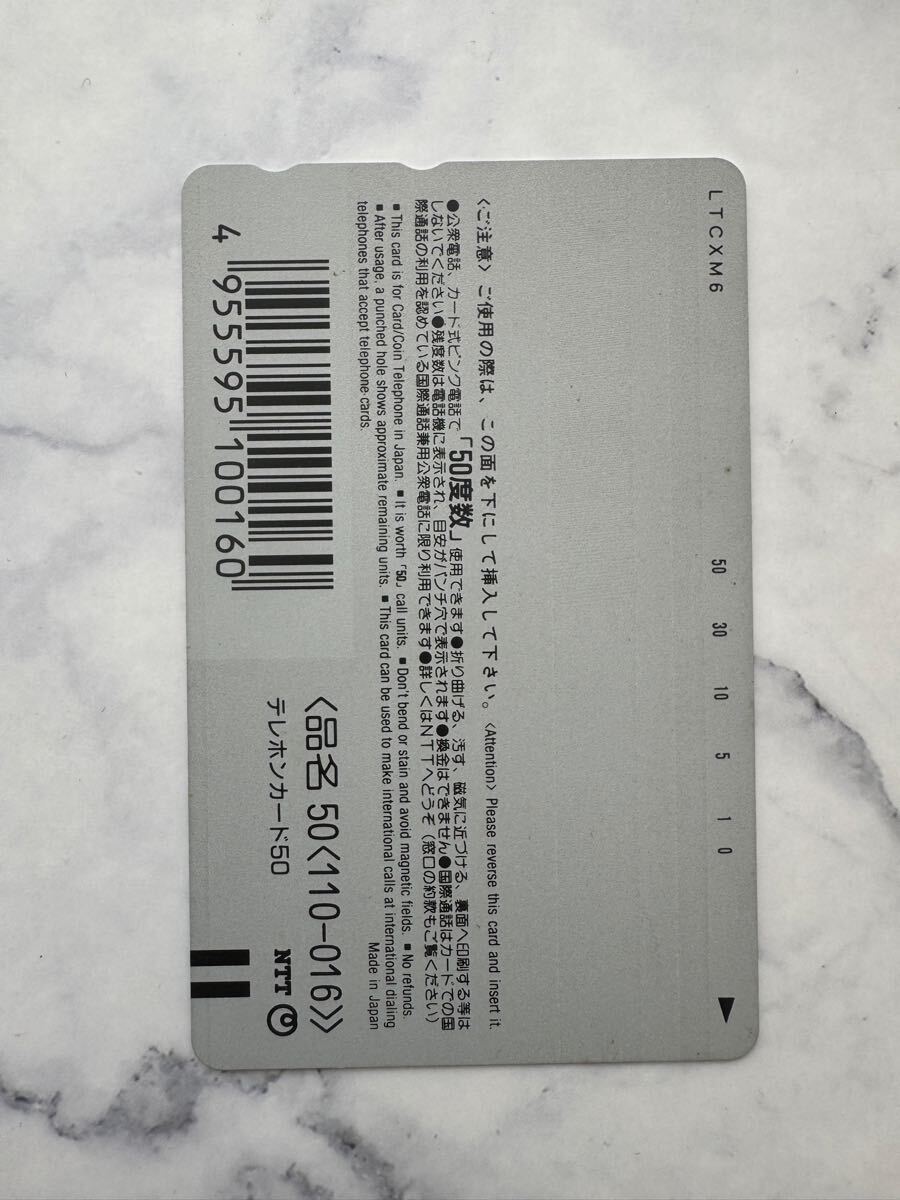 LTCXM6
50 30 10 5 1 0
〈ご注意〉ご使用の際は、この面を下にして挿入して下さい。〈Attention〉Please reverse this card and insert it.
●公衆電話、カード式ピンク電話で「50度数」使用できます●折り曲げる、汚す、磁気に近づける、裏面へ印刷する等は
しないでください●残度数は電話機に表示され、目安がパンチ穴で表示されます●換金はできません●国際通話はカードでの国
際通話の利用を認めている国際通話兼用公衆電話に限り利用できます●詳しくはNTTへどうぞ(窓口の約款もご覧ください)
■This card is for Card/Coin Telephone in Japan. ■It is worth「50」call units. ■Don't bend or stain and avoid magnetic fields. ■No refunds.
■After usage, a punched hole shows approximate remaining units. ■This card can be used to make international calls at international dialing
telephones that accept telephone cards.
Made in Japan
4 955595 100160
〈品名 50〈110-016〉〉
テレホンカード50
NTT